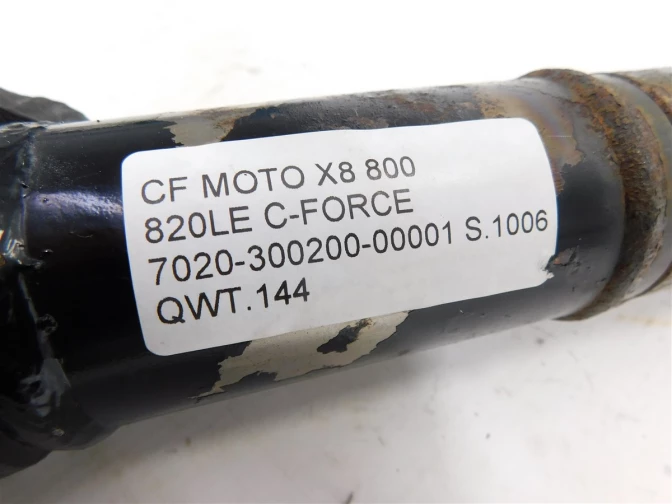 CF MOTO X8 800
820LE C-FORCE
7020-300200-00001 S.1006
QWT.144